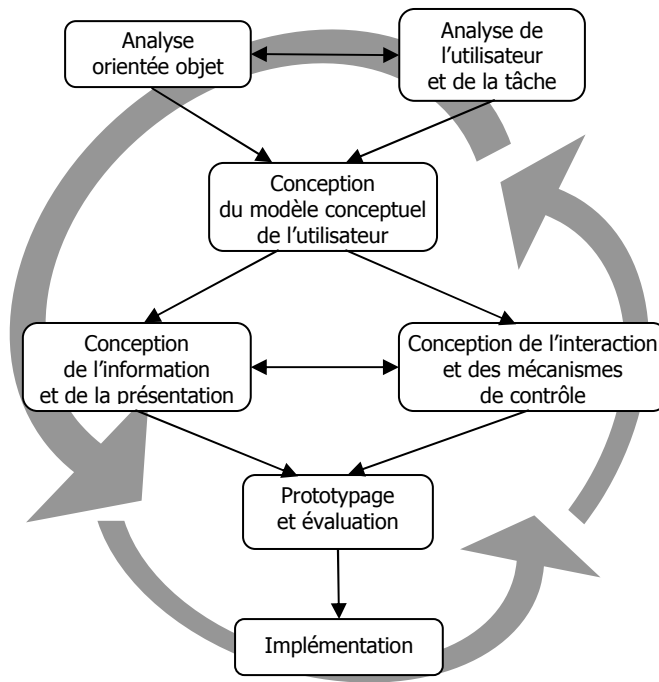 Analyse
orientée objet
Analyse de
l’utilisateur
et de la tâche
Conception
du modèle conceptuel
de l’utilisateur
Conception
de l’information
et de la présentation
Conception de l’interaction
et des mécanismes
de contrôle
Prototypage
et évaluation
Implémentation